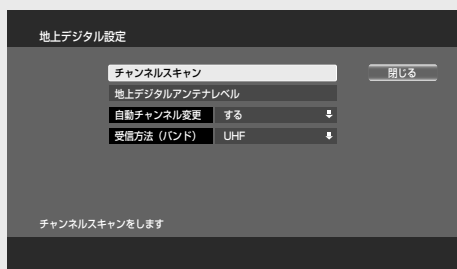 地上デジタル設定
チャンネルスキャン
閉じる
地上デジタルアンテナレベル
自動チャンネル変更 する
受信方法（バンド） UHF
チャンネルスキャンをします